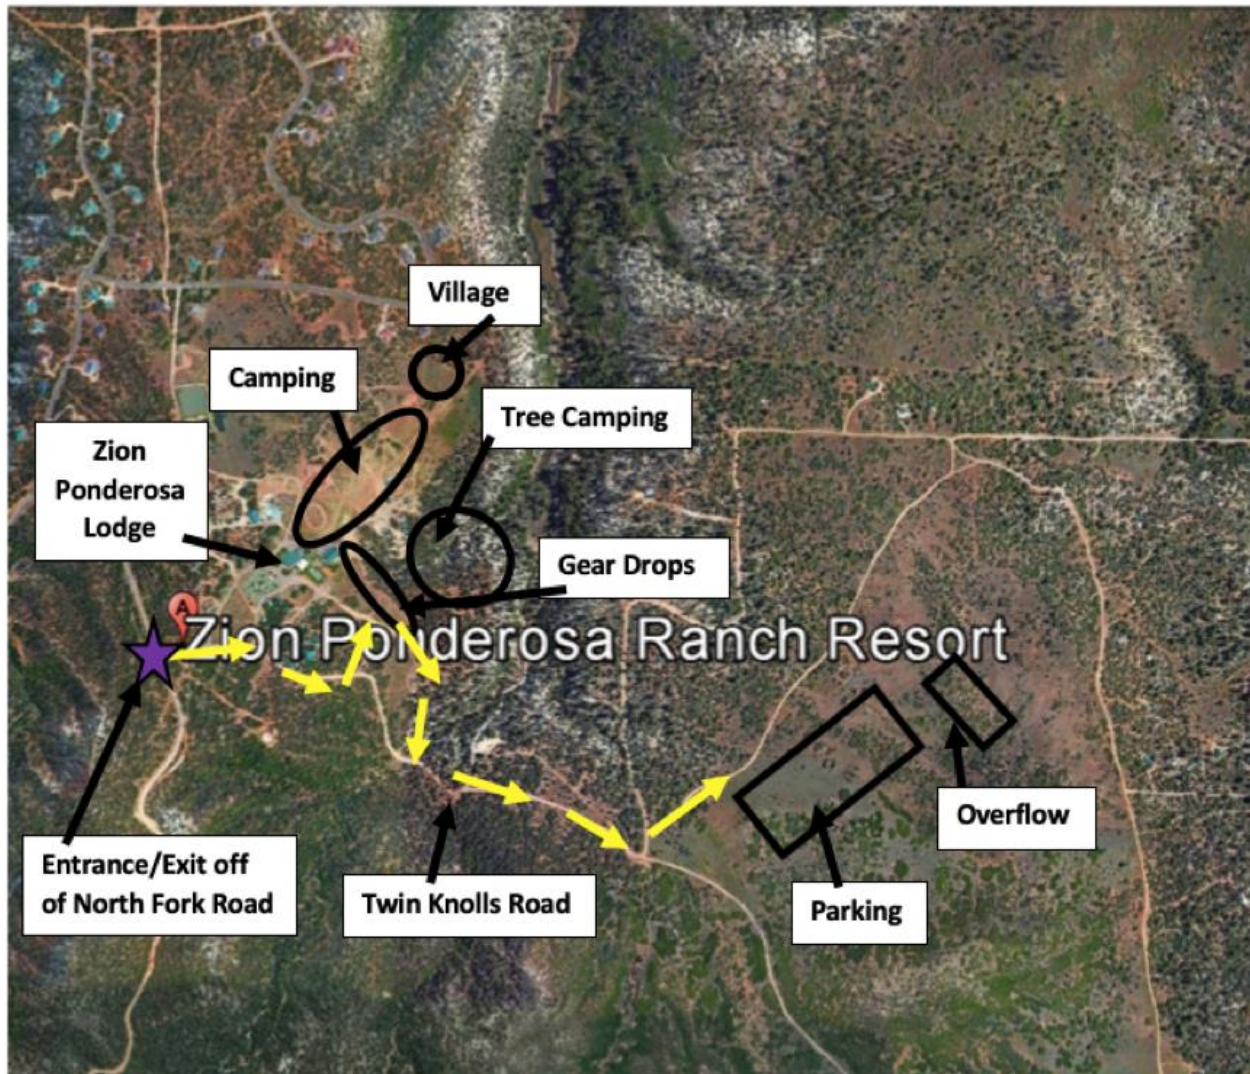 Village
Camping
Tree Camping
Zion
Ponderosa
Lodge
Gear Drops
A
Zion Ponderosa Ranch Resort
Overflow
Entrance/Exit off
of North Fork Road
Twin Knolls Road
Parking